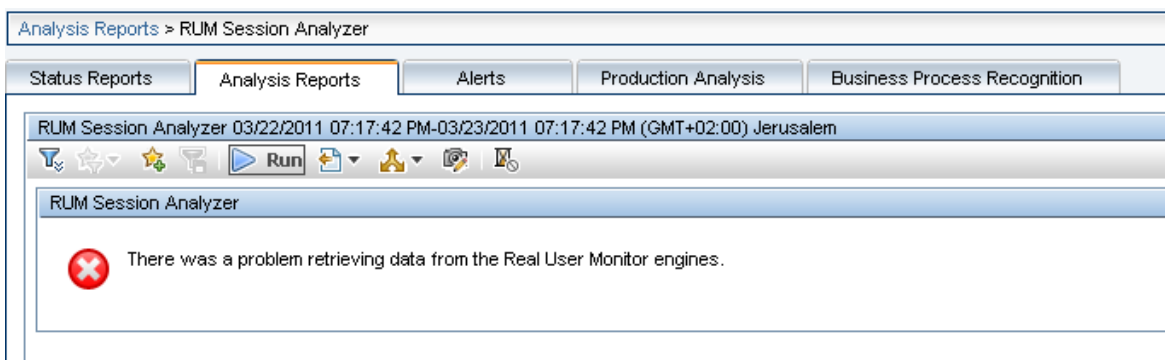 Analysis Reports > RUM Session Analyzer
Status Reports Analysis Reports Alerts Production Analysis Business Process Recognition
RUM Session Analyzer 03/22/2011 07:17:42 PM-03/23/2011 07:17:42 PM (GMT+02:00) Jerusalem
Run
RUM Session Analyzer
There was a problem retrieving data from the Real User Monitor engines.